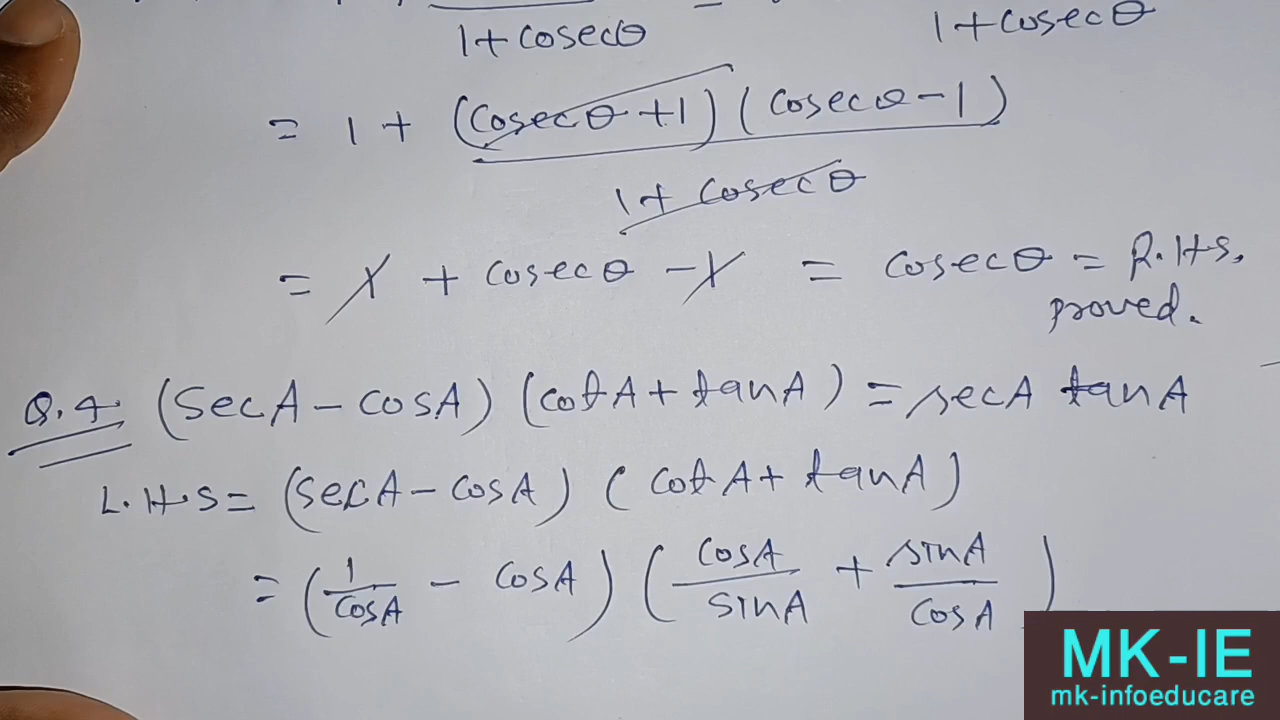 1+cosecθ 1+cosecθ
= 1 + (cosecθ+1)(cosecθ-1)
1+cosecθ
= 1 + cosecθ -1 = cosecθ = R.H.S.
proved.
Q.4. (SecA-cosA)(cotA+tanA)=secA tanA
L.H.S= (secA-cosA)(cotA+tanA)
= (1/cosA - cosA)(cosA/sinA + sinA/cosA)
MK-IE
mk-infoeducare